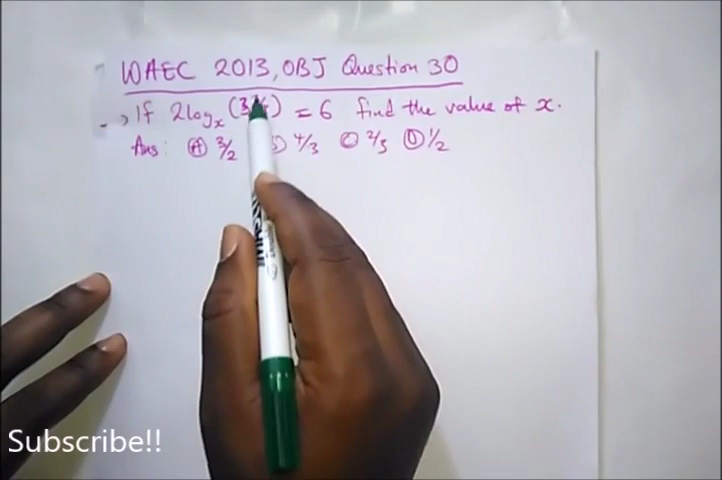 WAEC 2013, OBJ Question 30
→ If 2logₓ ( ) = 6 find the value of x.
Ans: Ⓐ 3/2 4/3 Ⓒ 2/3 Ⓓ 1/2
Subscribe!!